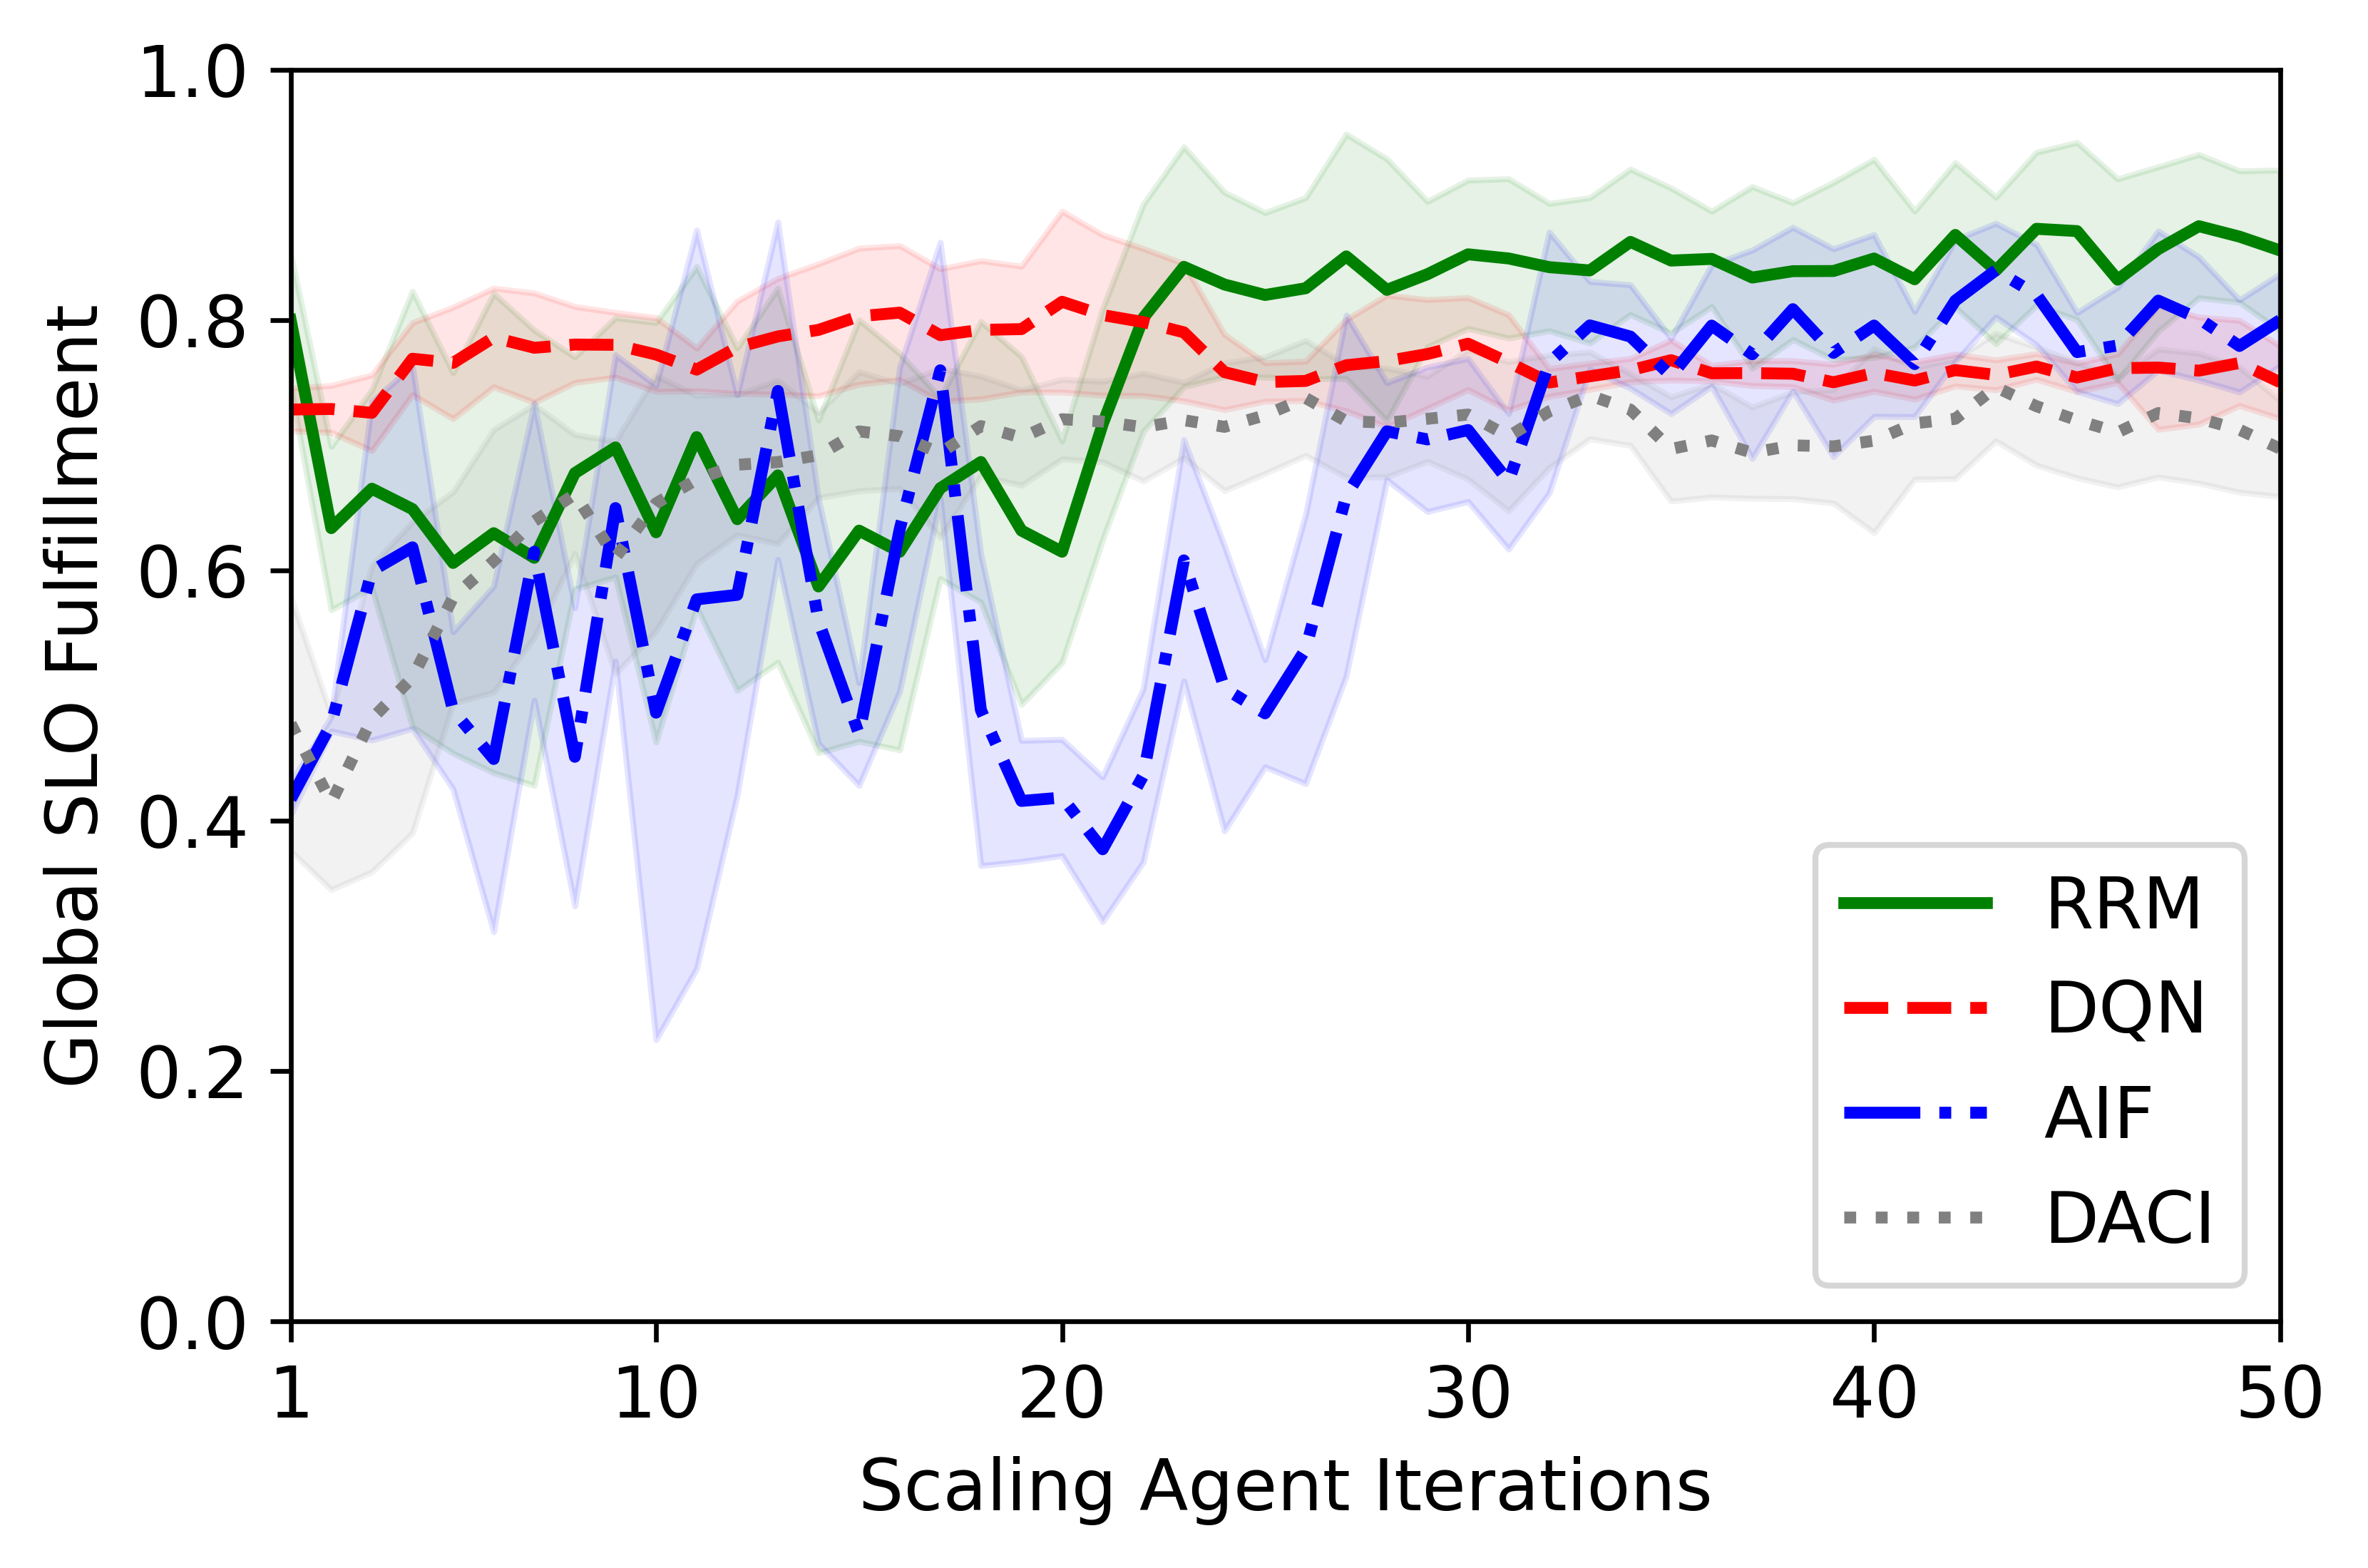 Global SLO Fulfillment
1.0
0.8
0.6
0.4
0.2
0.0
1 10 20 30 40 50
Scaling Agent Iterations
RRM
DQN
AIF
DACI